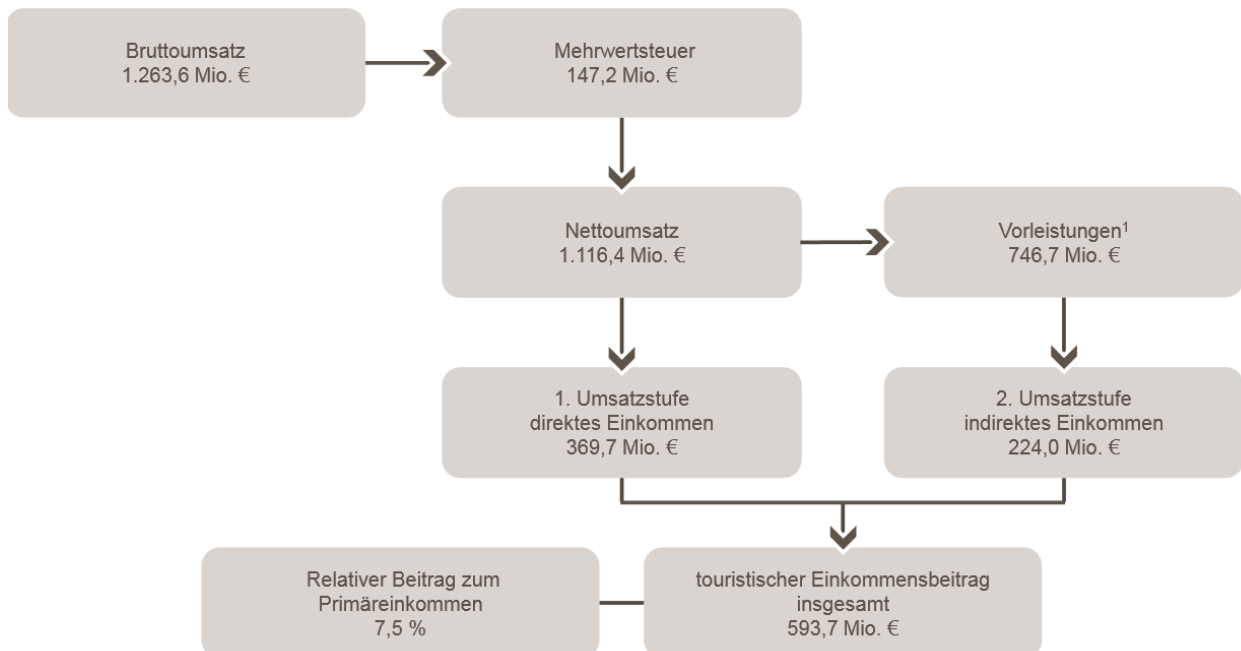 Bruttoumsatz
1.263,6 Mio. €
Mehrwertsteuer
147,2 Mio. €
Nettoumsatz
1.116,4 Mio. €
Vorleistungen¹
746,7 Mio. €
1. Umsatzstufe
direktes Einkommen
369,7 Mio. €
2. Umsatzstufe
indirektes Einkommen
224,0 Mio. €
Relativer Beitrag zum
Primäreinkommen
7,5 %
touristischer Einkommensbeitrag
insgesamt
593,7 Mio. €